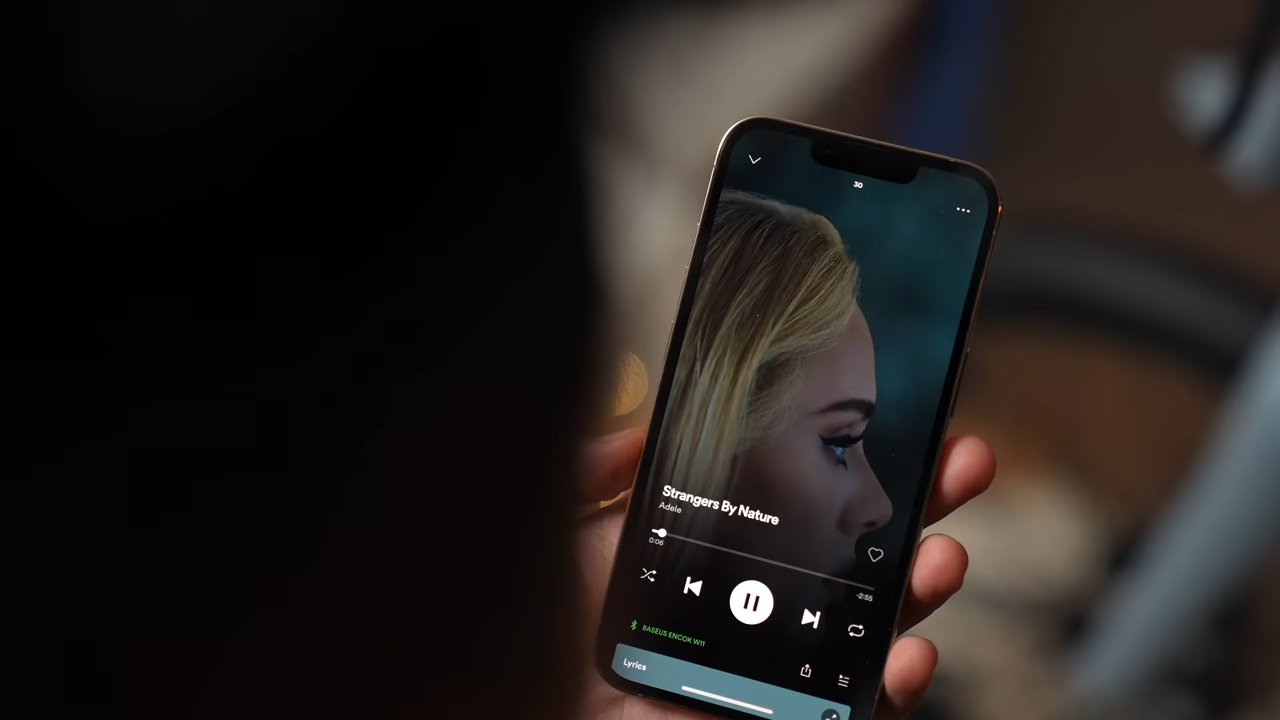 30
Strangers By Nature
Adele
0:06
-2:55
BASEUS ENCOK W11
Lyrics